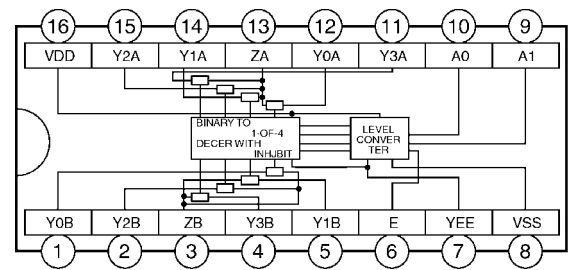 16 15 14 13 12 11 10 9
VDD Y2A Y1A ZA Y0A Y3A A0 A1
BINARY TO
1-OF-4
DECER WITH
INHJBIT
LEVEL
CONVER
TER
Y0B Y2B ZB Y3B Y1B E YEE VSS
1 2 3 4 5 6 7 8